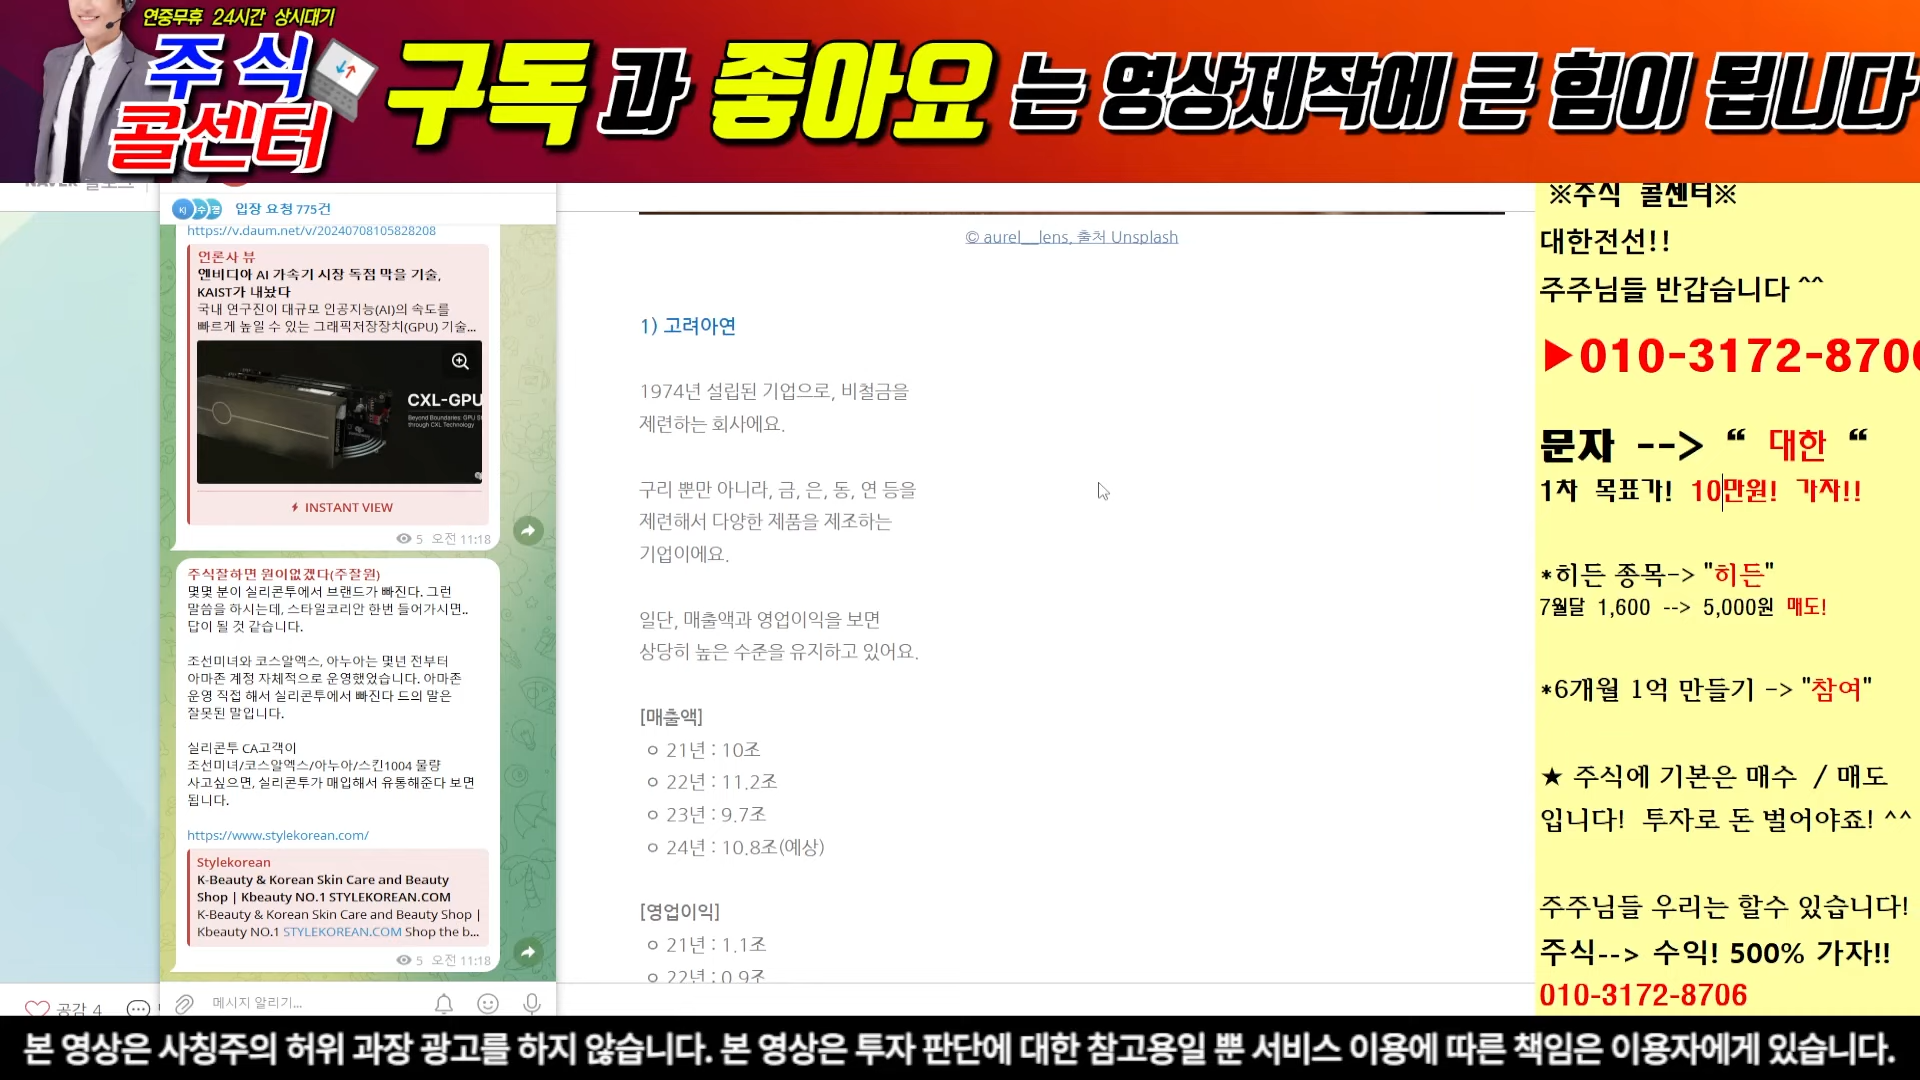 연중무휴 24시간 상시대기
주식
콜센터
구독과 좋아요는 영상제작에 큰 힘이 됩니다
입장 요청 775건
https://v.daum.net/v/20240708105828208
언론사 뷰
엔비디아 AI 가속기 시장 독점 막을 기술,
KAIST가 내놨다
국내 연구진이 대규모 인공지능(AI)의 속도를
빠르게 높일 수 있는 그래픽저장장치(GPU) 기술...
CXL-GPU
Beyond Boundaries: GPU
through CXL Technology
INSTANT VIEW
5 오전 11:18
주식잘하면 원이없겠다(주잘원)
몇몇 분이 실리콘투에서 브랜드가 빠진다. 그런
말씀을 하시는데, 스타일코리안 한번 들어가시면..
답이 될 것 같습니다.
조선미녀와 코스알엑스, 아누아는 몇년 전부터
아마존 계정 자체적으로 운영했었습니다. 아마존
운영 직접 해서 실리콘투에서 빠진다 드의 말은
잘못된 말입니다.
실리콘투 CA고객이
조선미녀/코스알엑스/아누아/스킨1004 물량
사고싶으면, 실리콘투가 매입해서 유통해준다 보면
됩니다.
https://www.stylekorean.com/
Stylekorean
K-Beauty & Korean Skin Care and Beauty
Shop | Kbeauty NO.1 STYLEKOREAN.COM
K-Beauty & Korean Skin Care and Beauty Shop |
Kbeauty NO.1 STYLEKOREAN.COM Shop the b...
5 오전 11:18
메시지 알리기...
공감 4
© aurel__lens, 출처 Unsplash
1) 고려아연
1974년 설립된 기업으로, 비철금을
제련하는 회사에요.
구리 뿐만 아니라, 금, 은, 동, 연 등을
제련해서 다양한 제품을 제조하는
기업이에요.
일단, 매출액과 영업이익을 보면
상당히 높은 수준을 유지하고 있어요.
[매출액]
21년 : 10조
22년 : 11.2조
23년 : 9.7조
24년 : 10.8조(예상)
[영업이익]
21년 : 1.1조
22년 : 0.9조
※주식 콜센터※
대한전선!!
주주님들 반갑습니다 ^^
▶010-3172-8706
문자 --> “ 대한 “
1차 목표가! 10만원! 가자!!
*히든 종목-> "히든"
7월달 1,600 --> 5,000원 매도!
*6개월 1억 만들기 -> "참여"
★ 주식에 기본은 매수 / 매도
입니다! 투자로 돈 벌어야죠! ^^
주주님들 우리는 할수 있습니다!
주식--> 수익! 500% 가자!!
010-3172-8706
본 영상은 사칭주의 허위 과장 광고를 하지 않습니다. 본 영상은 투자 판단에 대한 참고용일 뿐 서비스 이용에 따른 책임은 이용자에게 있습니다.